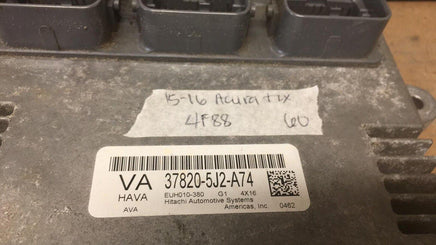 15-16 Acura tlx
4F88 60
VA 37820-5J2-A74
HAVA EUH010-380 G1 4X16
AVA Hitachi Automotive Systems
Americas, Inc. 0462